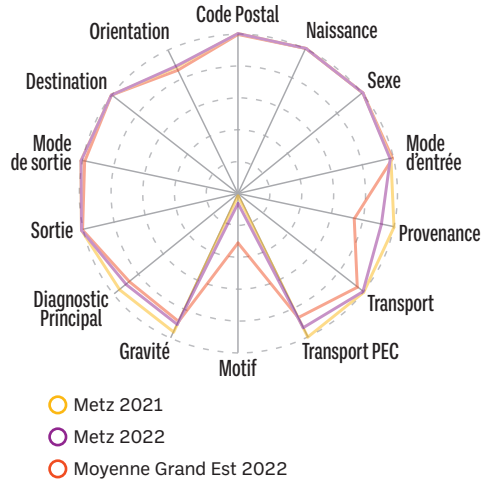 Code Postal
Naissance
Sexe
Mode
d'entrée
Provenance
Transport
Transport PEC
Motif
Gravité
Diagnostic
Principal
Sortie
Mode
de sortie
Destination
Orientation
Metz 2021
Metz 2022
Moyenne Grand Est 2022